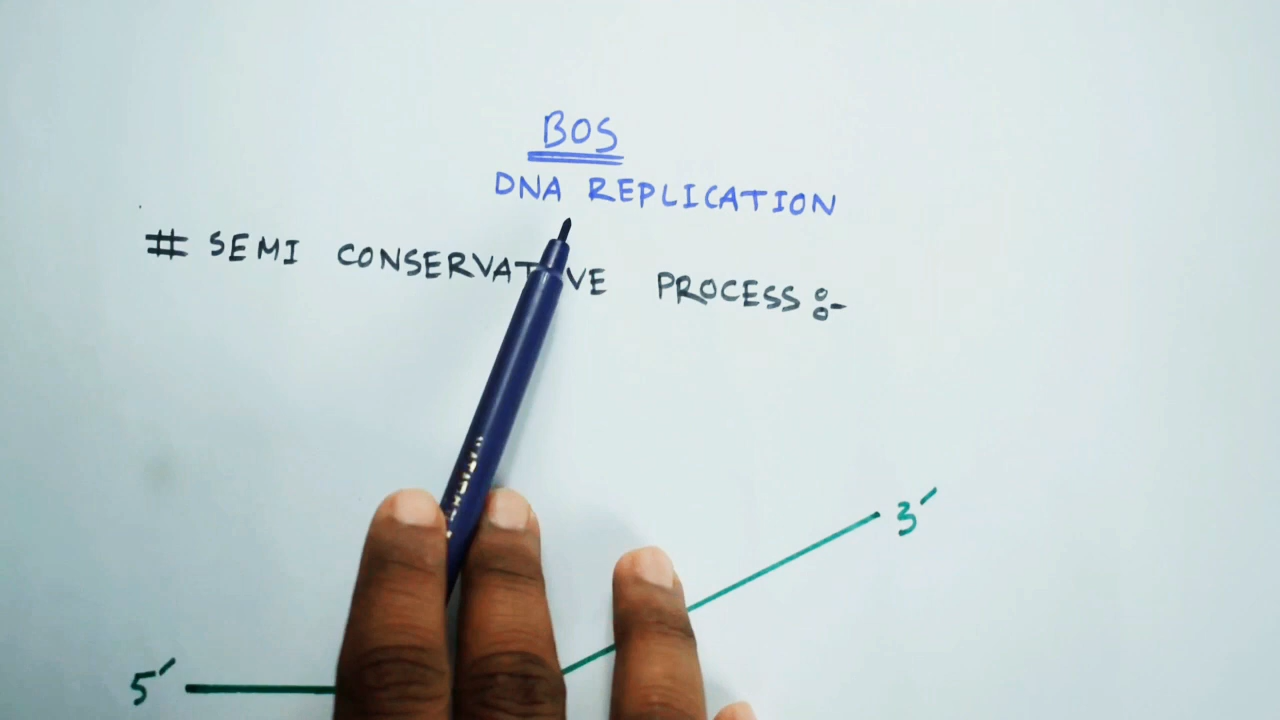 BOS
DNA REPLICATION
# SEMI CONSERVATIVE PROCESS:-
3′
5′